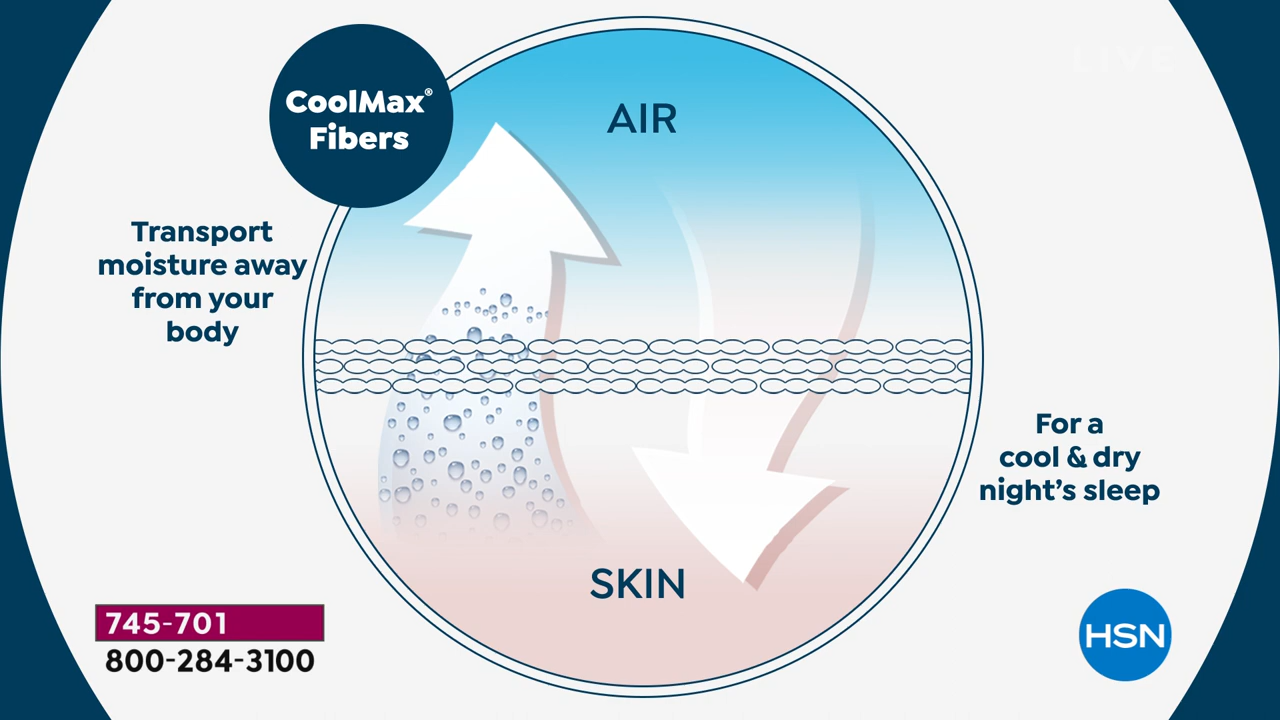 LIVE
CoolMax®
Fibers
AIR
Transport
moisture away
from your
body
For a
cool & dry
night's sleep
SKIN
745-701
800-284-3100
HSN